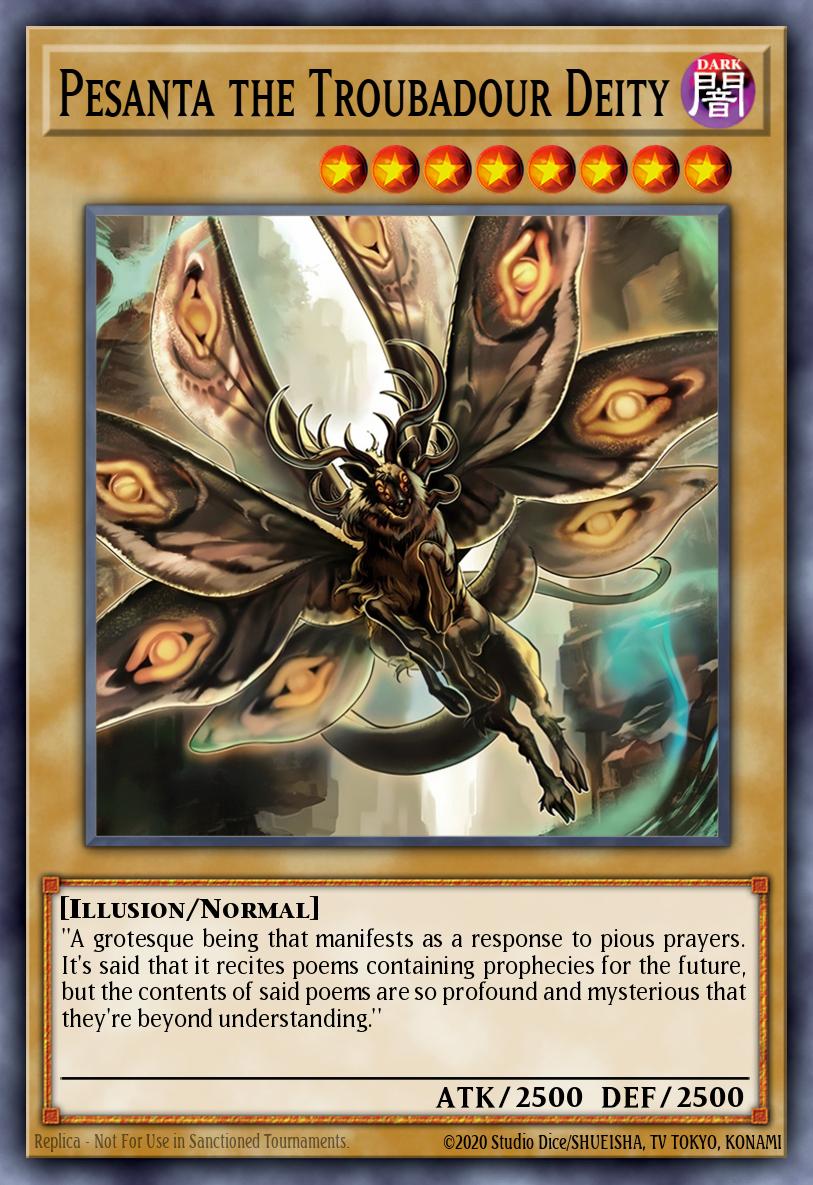 Pesanta the Troubadour Deity
DARK
闇
[Illusion/Normal]
"A grotesque being that manifests as a response to pious prayers.
It's said that it recites poems containing prophecies for the future,
but the contents of said poems are so profound and mysterious that
they're beyond understanding."
ATK/2500 DEF/2500
Replica - Not For Use in Sanctioned Tournaments.
©2020 Studio Dice/SHUEISHA, TV TOKYO, KONAMI